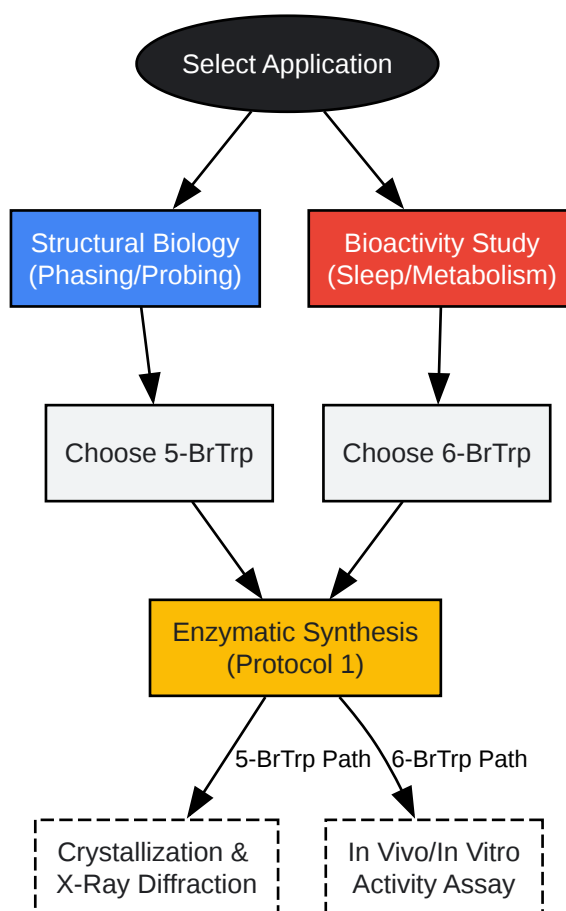 Select Application
Structural Biology
(Phasing/Probing)
Bioactivity Study
(Sleep/Metabolism)
Choose 5-BrTrp
Choose 6-BrTrp
Enzymatic Synthesis
(Protocol 1)
5-BrTrp Path
6-BrTrp Path
Crystallization &
X-Ray Diffraction
In Vivo/In Vitro
Activity Assay